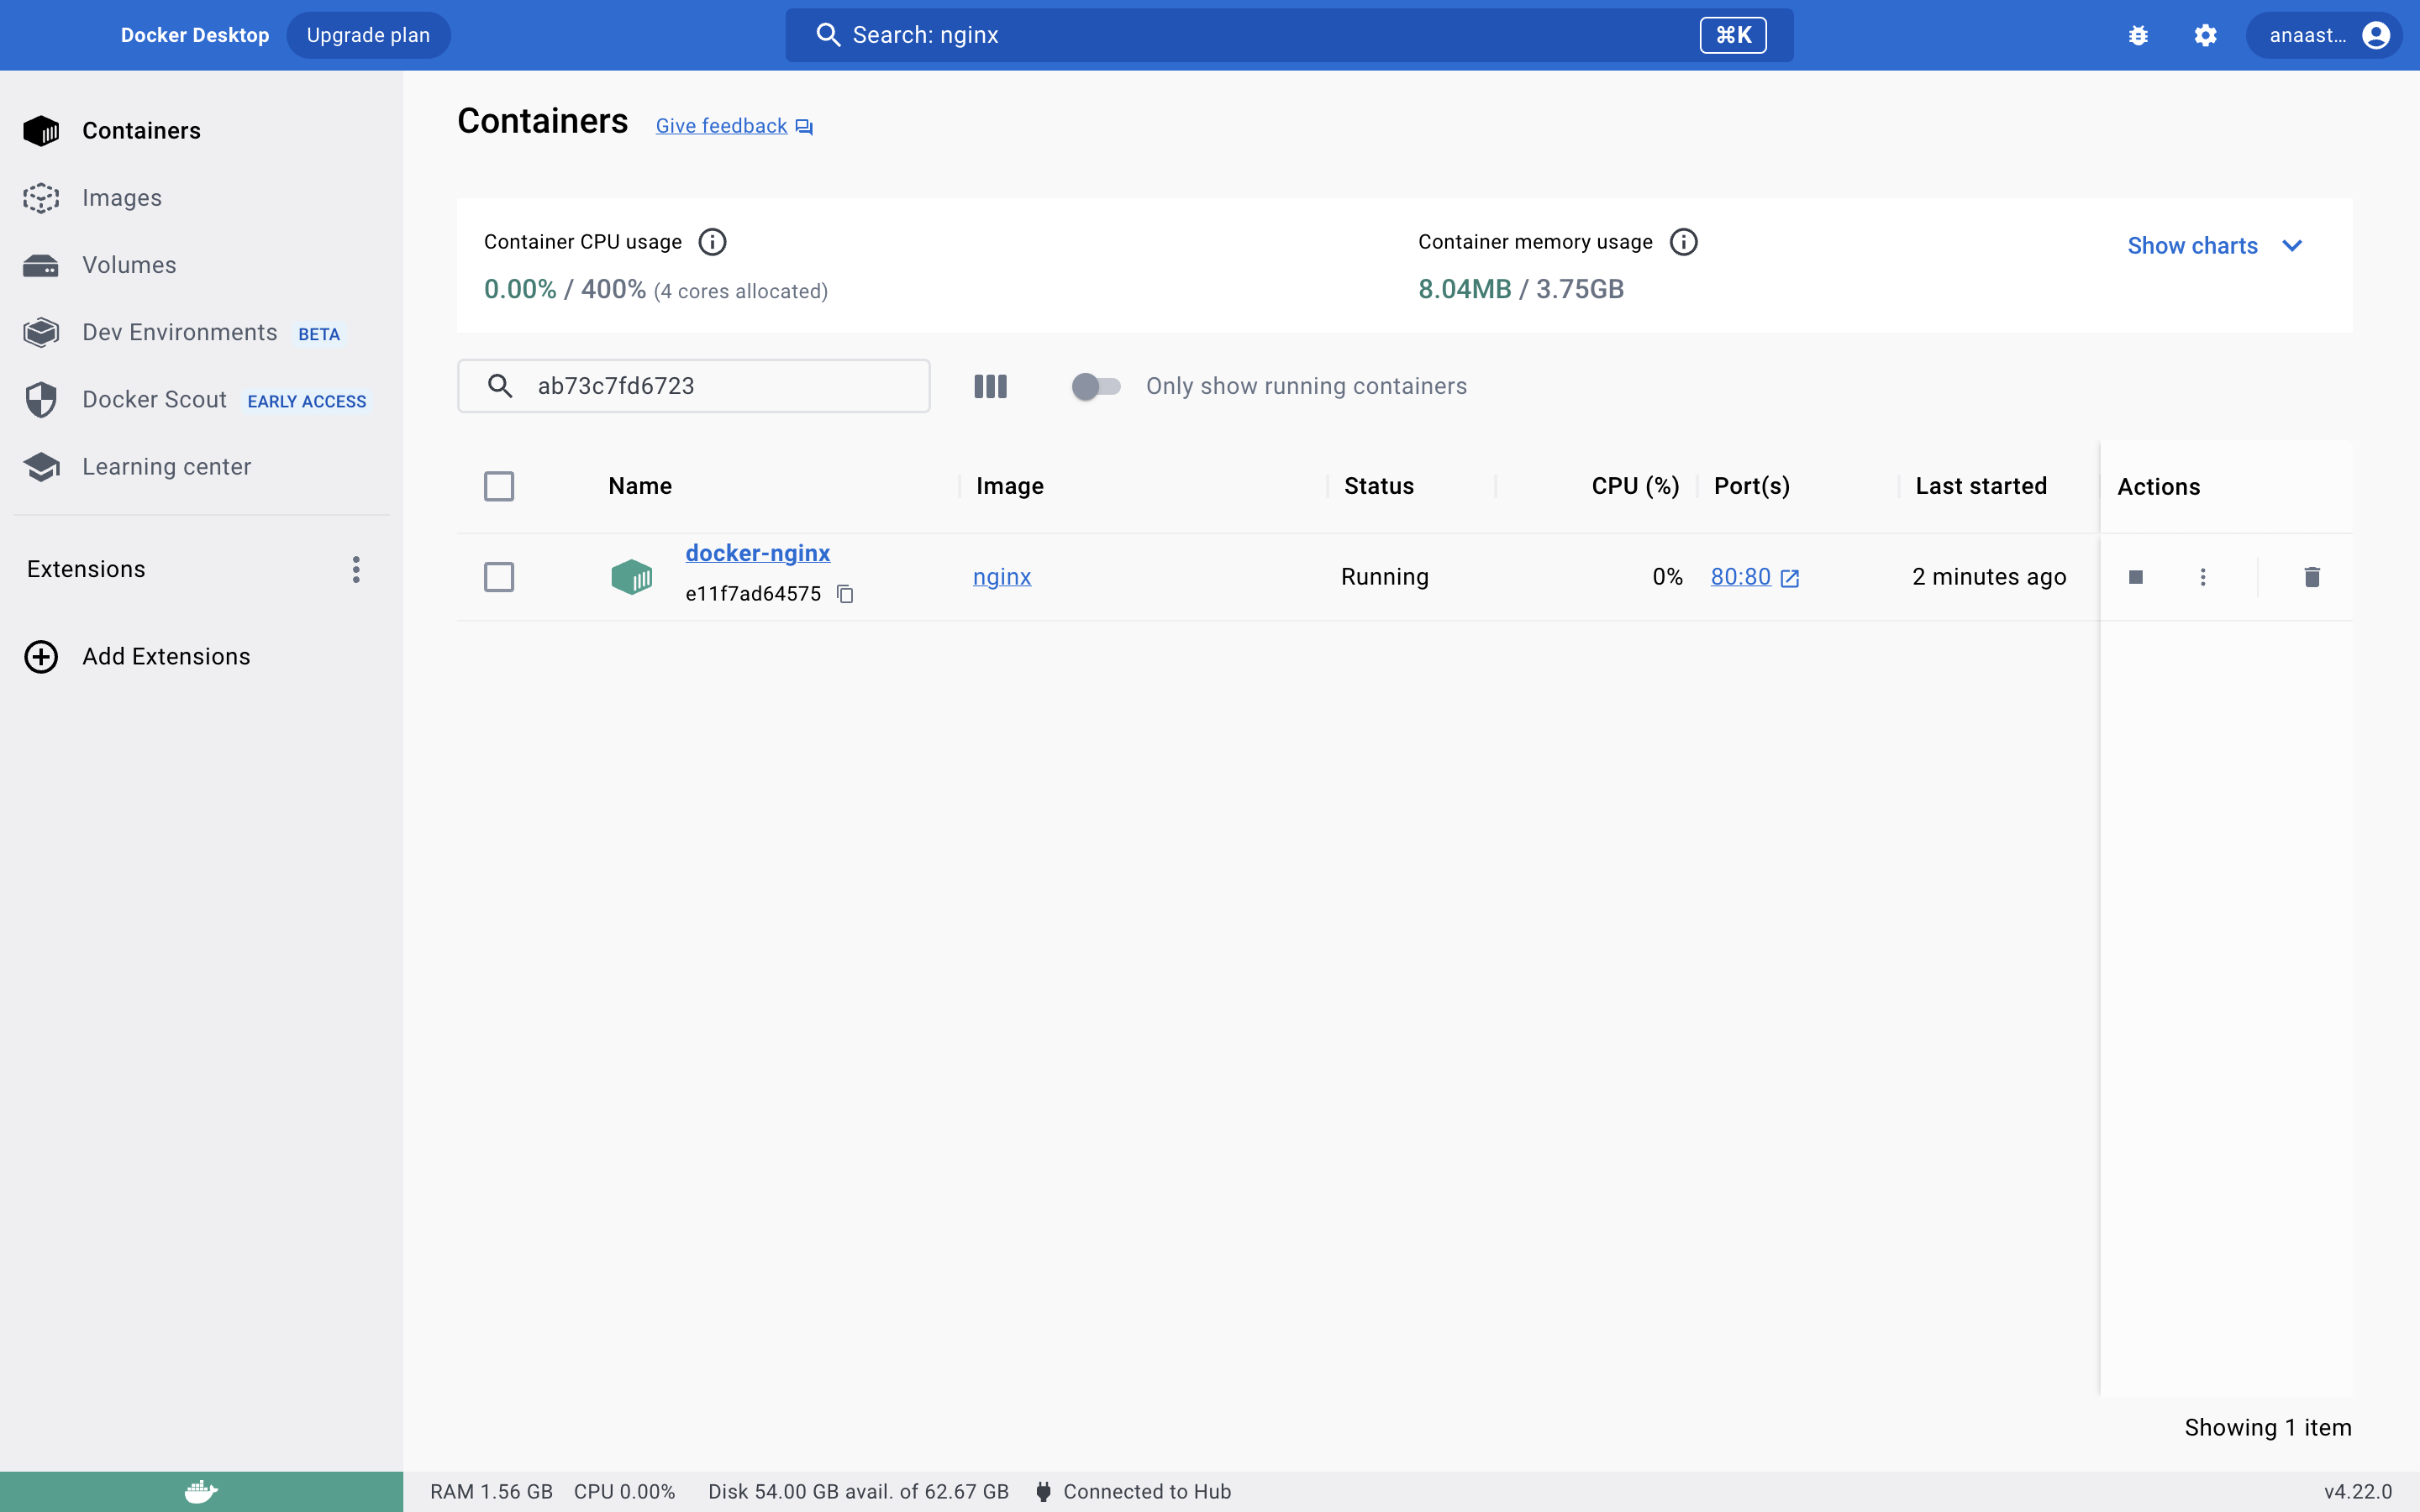 Docker Desktop Upgrade plan Search: nginx ⌘K anaast...
Containers
Images
Volumes
Dev Environments BETA
Docker Scout EARLY ACCESS
Learning center
Extensions
Add Extensions
Containers Give feedback
Container CPU usage
0.00% / 400% (4 cores allocated)
Container memory usage
8.04MB / 3.75GB
Show charts
ab73c7fd6723 Only show running containers
Name Image Status CPU (%) Port(s) Last started Actions
docker-nginx
e11f7ad64575
nginx Running 0% 80:80 2 minutes ago
Showing 1 item
RAM 1.56 GB CPU 0.00% Disk 54.00 GB avail. of 62.67 GB Connected to Hub v4.22.0